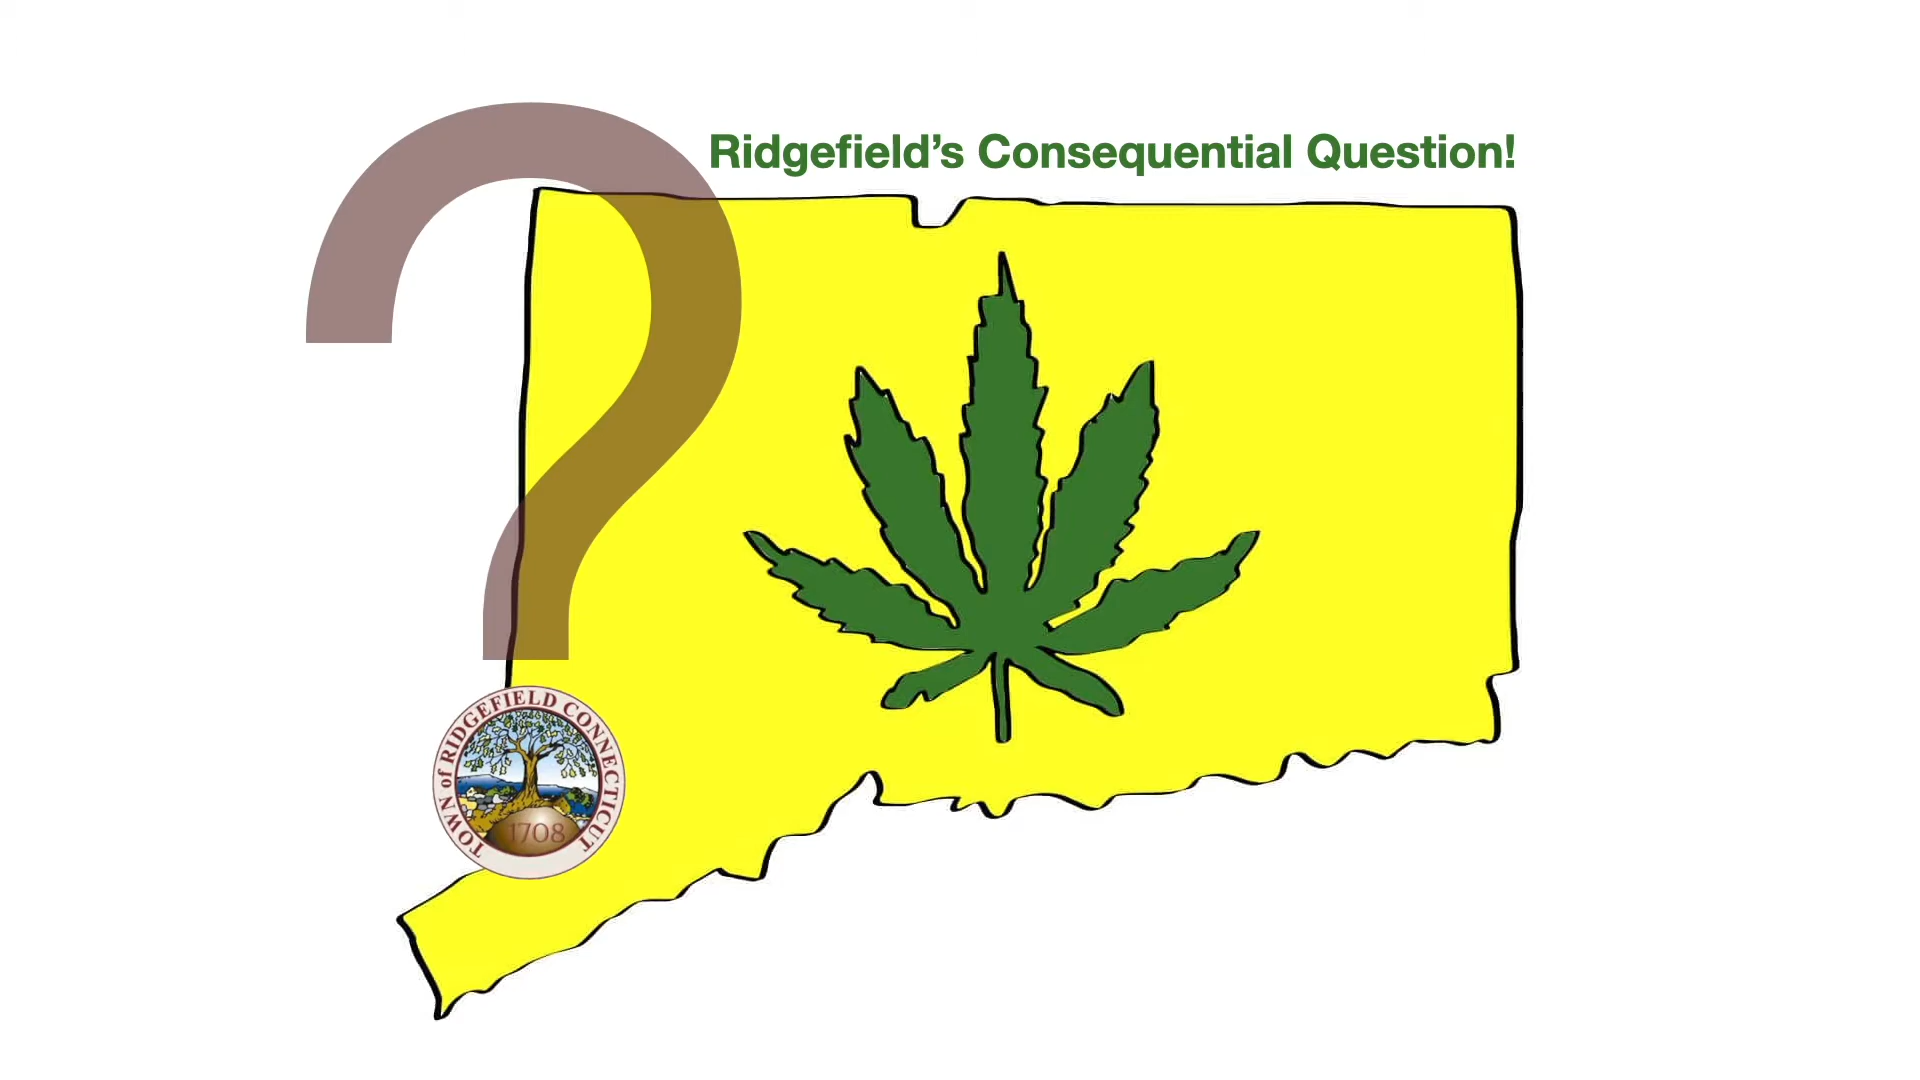 Ridgefield’s Consequential Question!
?
TOWN of RIDGEFIELD CONNECTICUT
1708